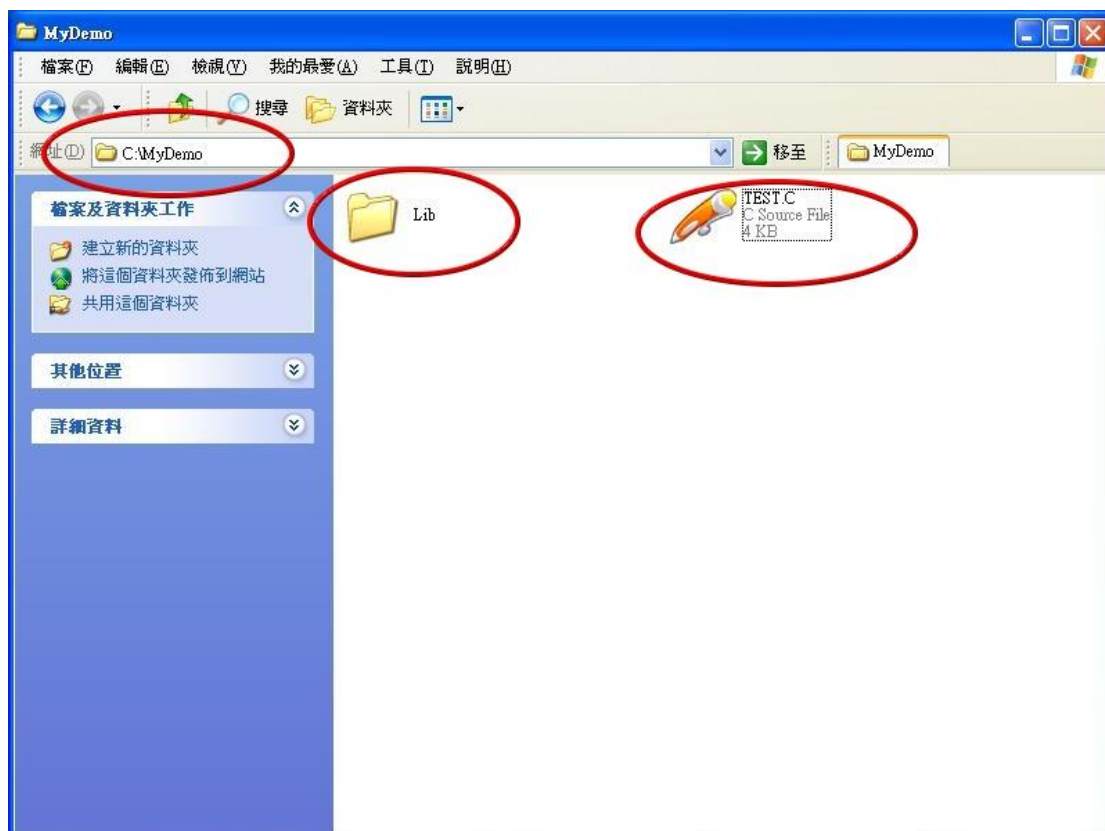 MyDemo
檔案(F) 編輯(E) 檢視(V) 我的最愛(A) 工具(T) 說明(H)
搜尋 資料夾
網址(D) C:\MyDemo 移至 MyDemo
檔案及資料夾工作
建立新的資料夾
將這個資料夾發佈到網站
共用這個資料夾
其他位置
詳細資料
Lib
TEST.C
C Source File
4 KB